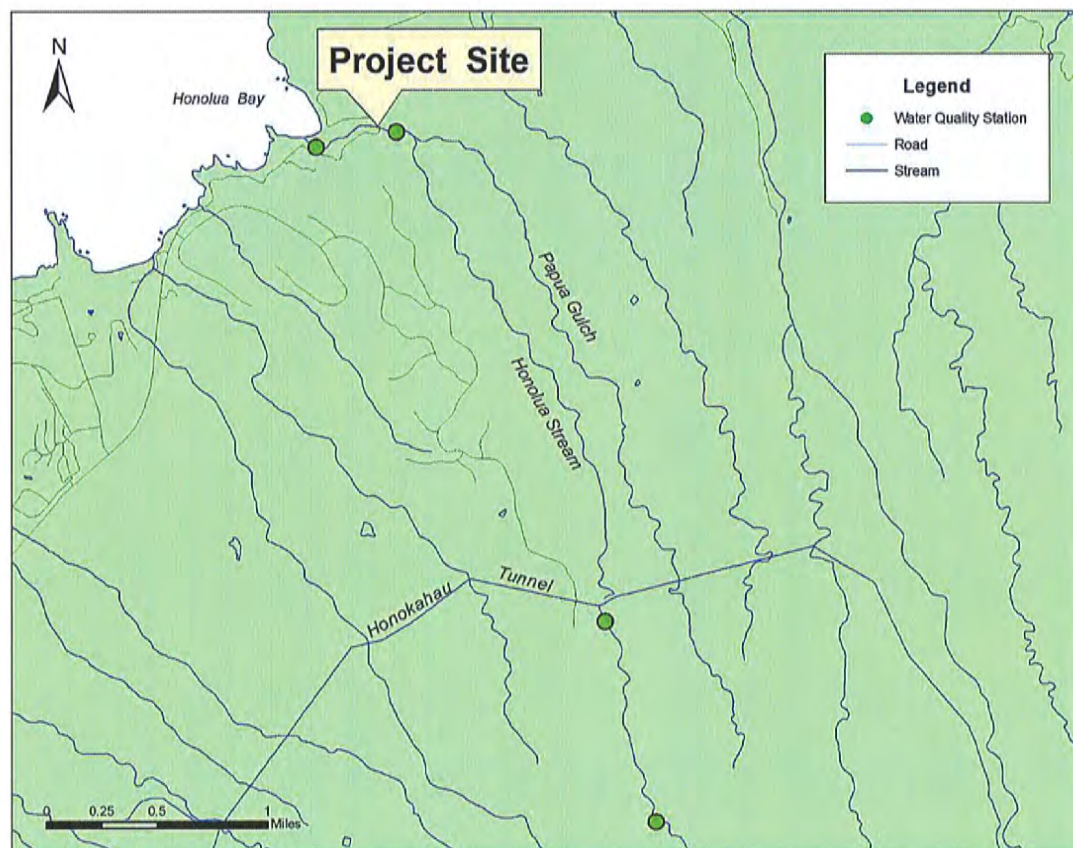 N
Project Site
Honolua Bay
Legend
Water Quality Station
Road
Stream
Papua Gulch
Honolua Stream
Tunnel
Honokahau
0 0.25 0.5 1
Miles